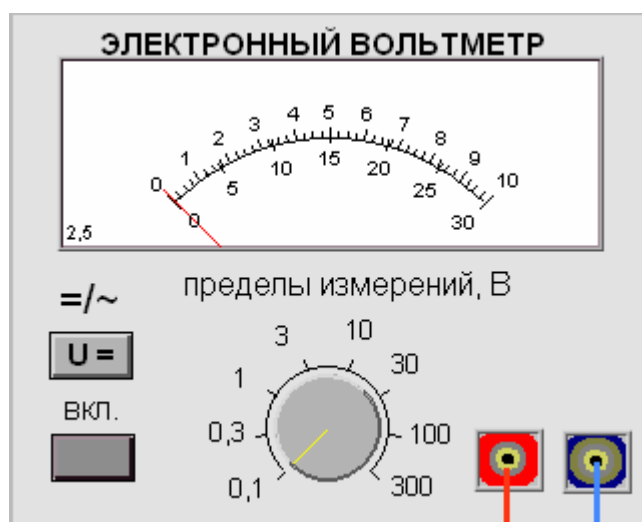 ЭЛЕКТРОННЫЙ ВОЛЬТМЕТР
0 1 2 3 4 5 6 7 8 9 10
0 5 10 15 20 25 30
2,5
=/~
пределы измерений, В
U =
ВКЛ.
0,1 0,3 1 3 10 30 100 300